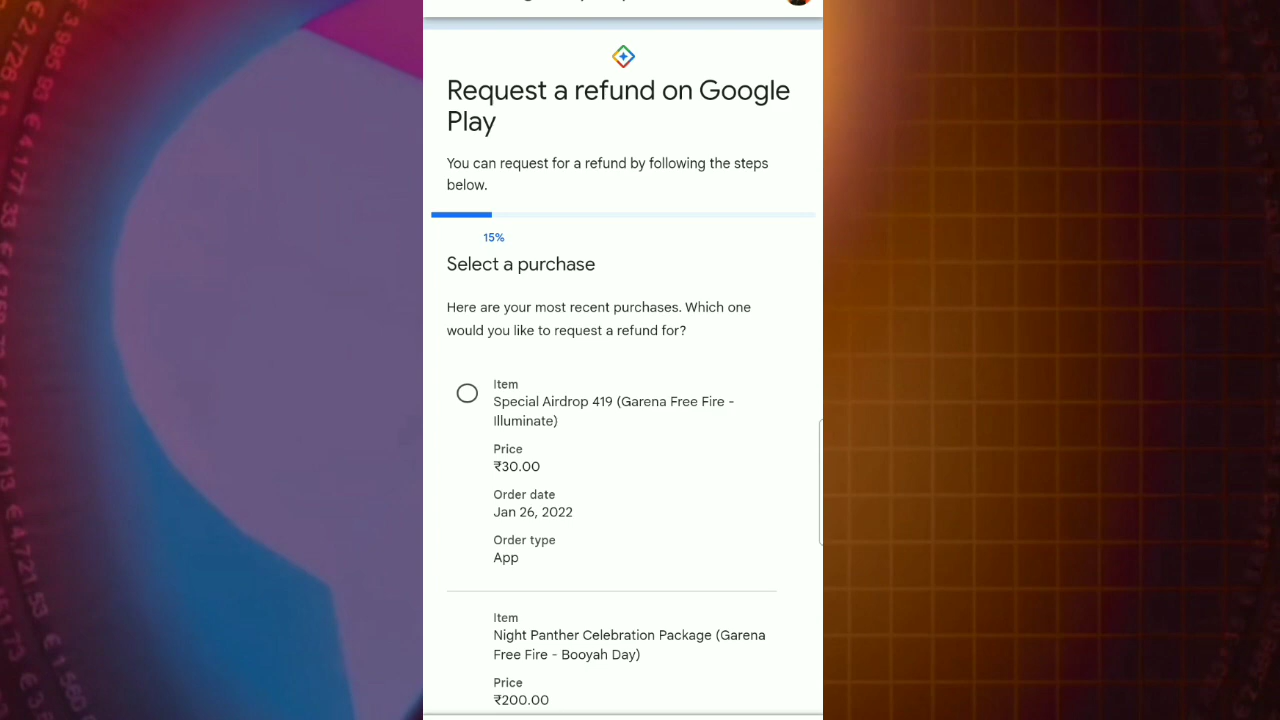 Request a refund on Google
Play
You can request for a refund by following the steps
below.
15%
Select a purchase
Here are your most recent purchases. Which one
would you like to request a refund for?
Item
Special Airdrop 419 (Garena Free Fire -
Illuminate)
Price
₹30.00
Order date
Jan 26, 2022
Order type
App
Item
Night Panther Celebration Package (Garena
Free Fire - Booyah Day)
Price
₹200.00